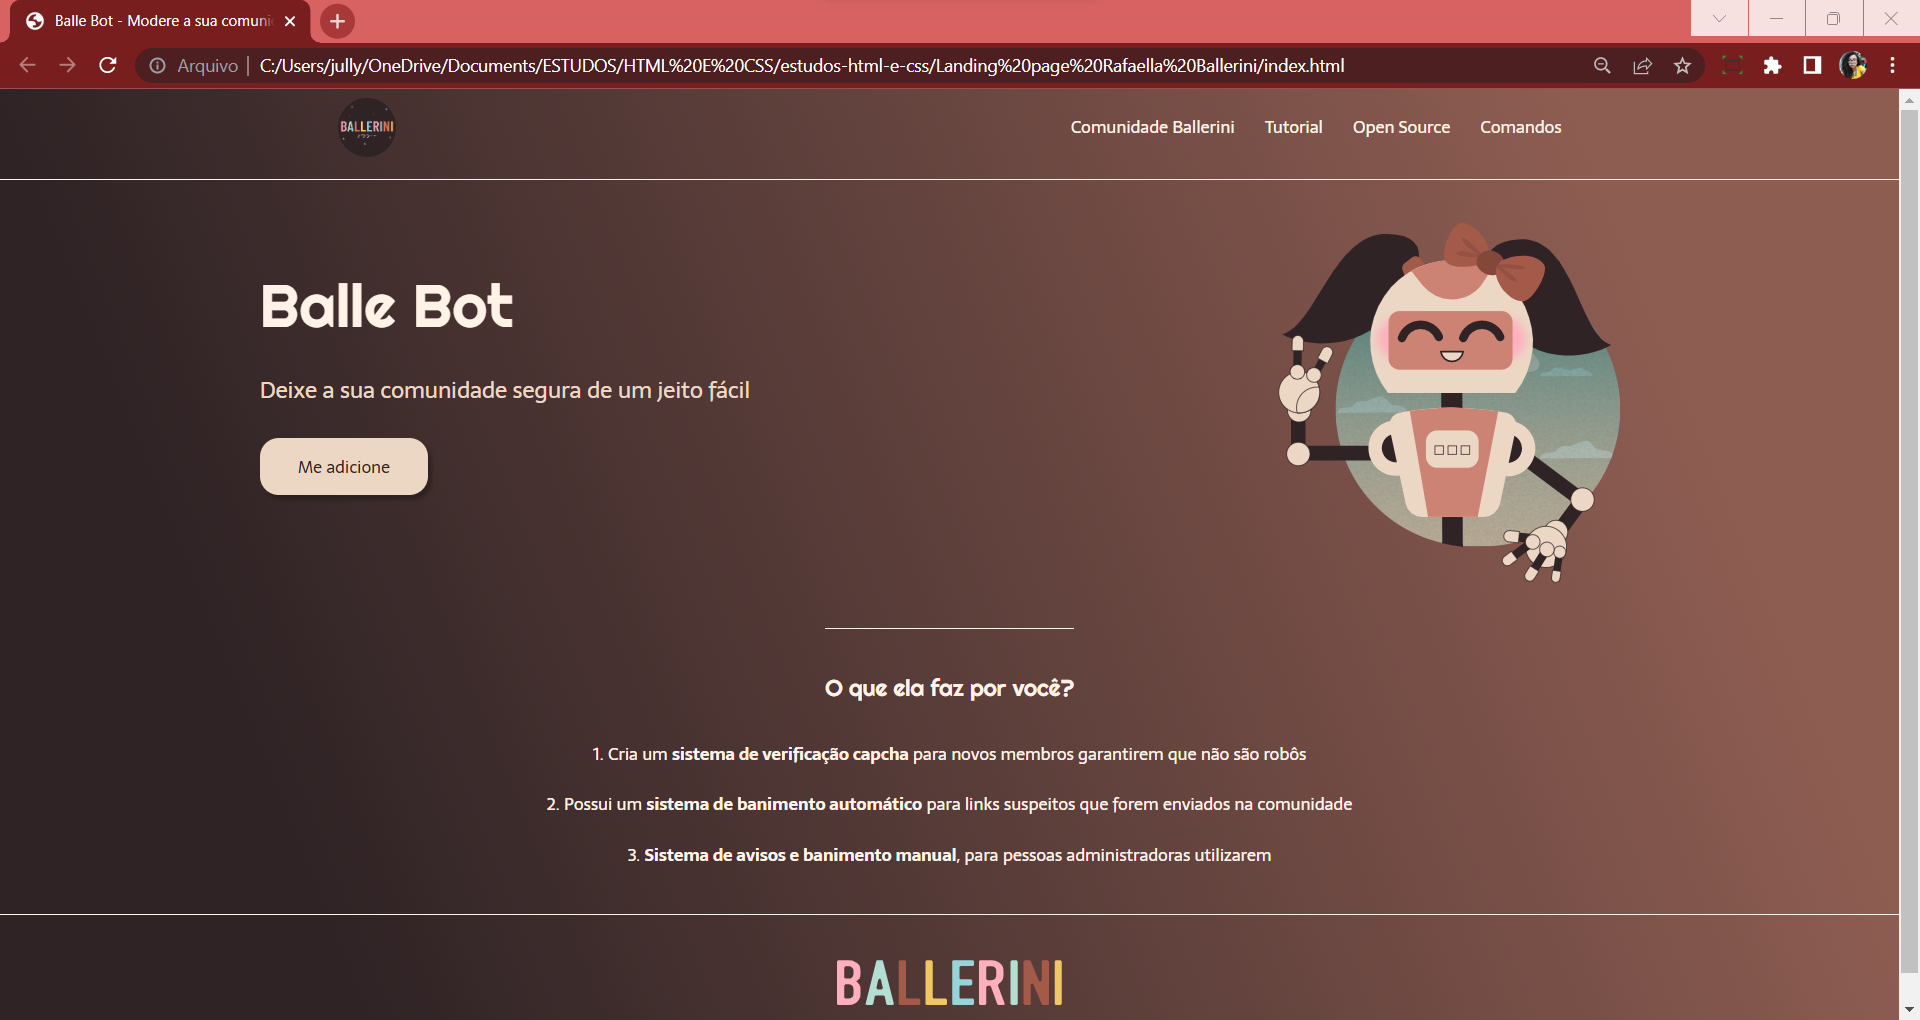 Balle Bot - Modere a sua comuni
Arquivo
C:/Users/jully/OneDrive/Documents/ESTUDOS/HTML%20E%20CSS/estudos-html-e-css/Landing%20page%20Rafaella%20Ballerini/index.html
BALLERINI
Comunidade Ballerini
Tutorial
Open Source
Comandos
Balle Bot
Deixe a sua comunidade segura de um jeito fácil
Me adicione
O que ela faz por você?
1. Cria um sistema de verificação capcha para novos membros garantirem que não são robôs
2. Possui um sistema de banimento automático para links suspeitos que forem enviados na comunidade
3. Sistema de avisos e banimento manual, para pessoas administradoras utilizarem
BALLERINI